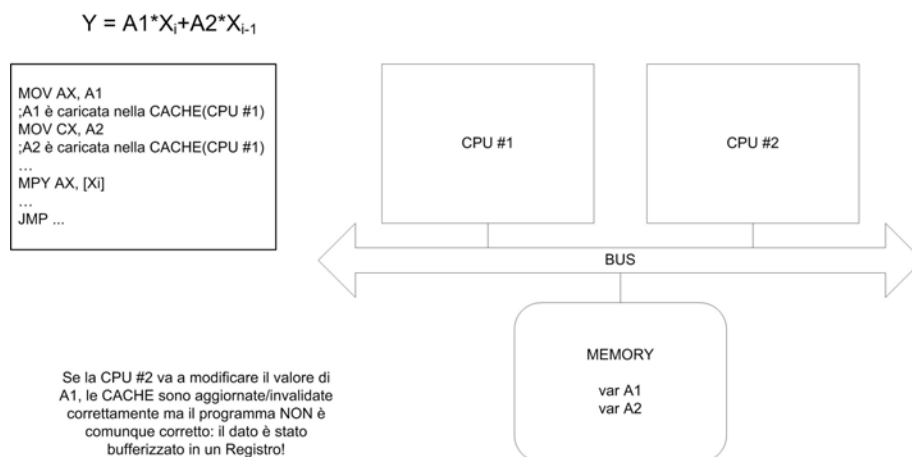 Y = A1*Xi+A2*Xi-1
MOV AX, A1
;A1 è caricata nella CACHE(CPU #1)
MOV CX, A2
;A2 è caricata nella CACHE(CPU #1)
…
MPY AX, [Xi]
…
JMP ...
CPU #1
CPU #2
BUS
MEMORY
var A1
var A2
Se la CPU #2 va a modificare il valore di
A1, le CACHE sono aggiornate/invalidate
correttamente ma il programma NON è
comunque corretto: il dato è stato
bufferizzato in un Registro!